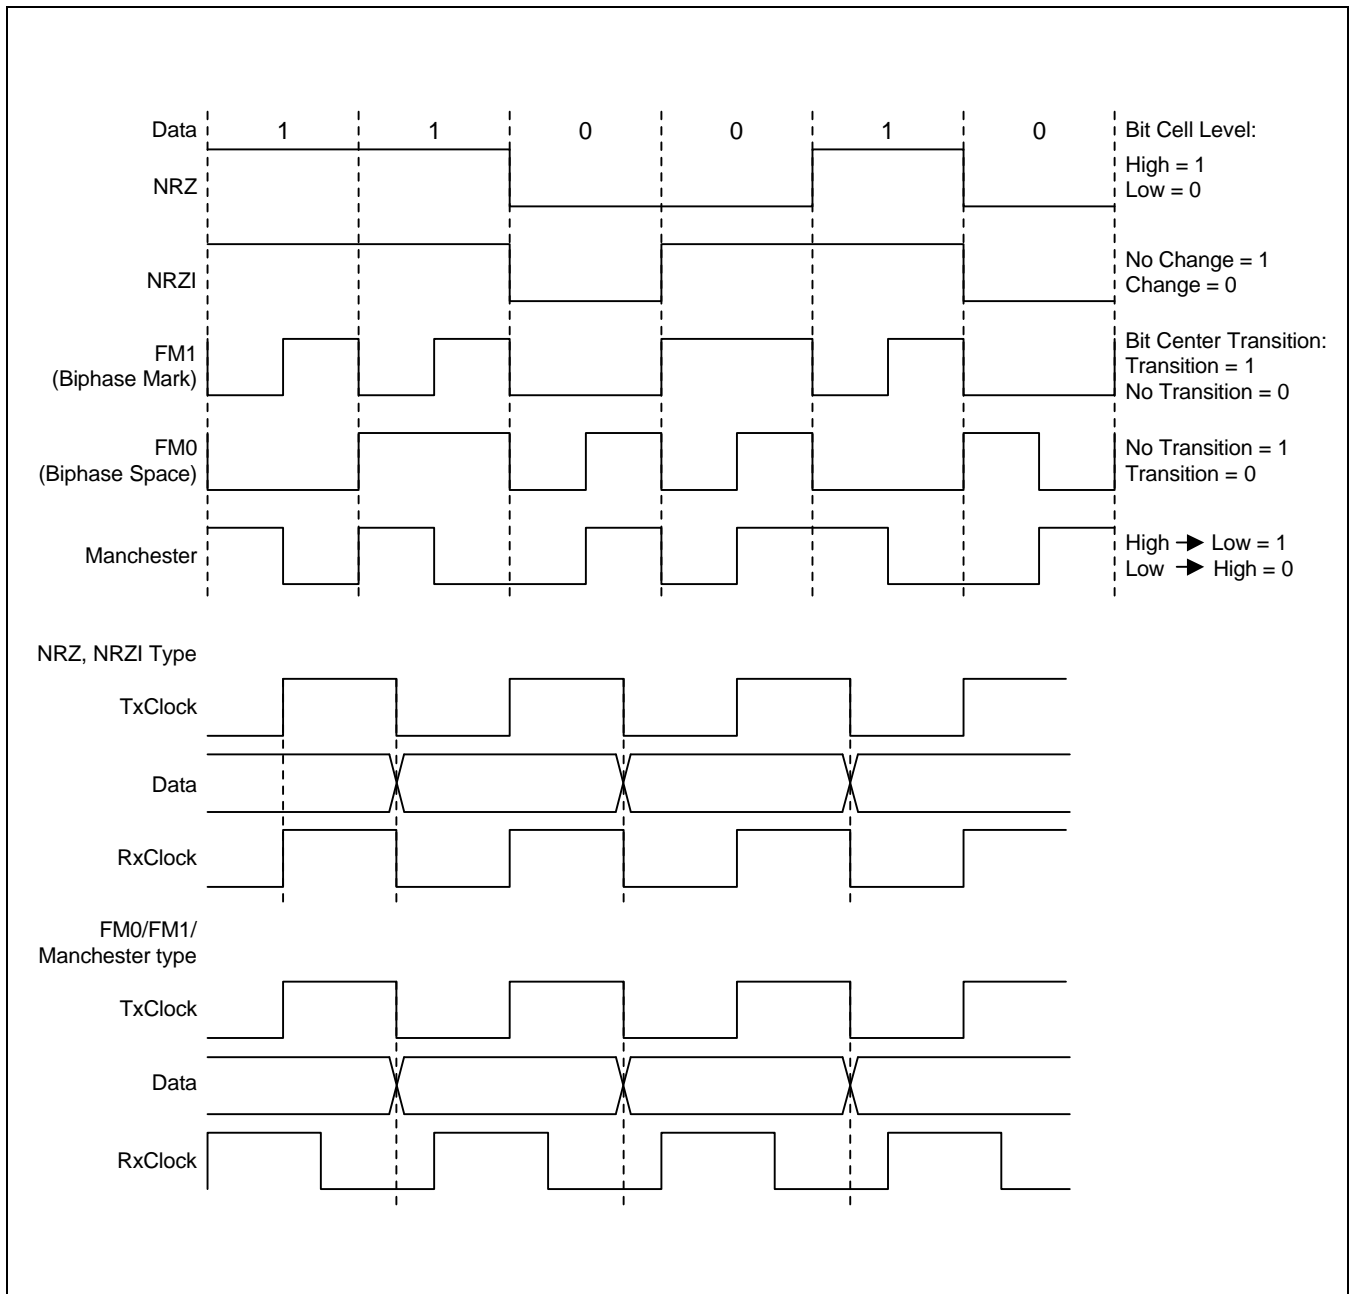 Data 1 1 0 0 1 0 Bit Cell Level:
NRZ
High = 1
Low = 0
NRZI
No Change = 1
Change = 0
FM1
(Biphase Mark)
Bit Center Transition:
Transition = 1
No Transition = 0
FM0
(Biphase Space)
No Transition = 1
Transition = 0
Manchester
High → Low = 1
Low → High = 0
NRZ, NRZI Type
TxClock
Data
RxClock
FM0/FM1/
Manchester type
TxClock
Data
RxClock